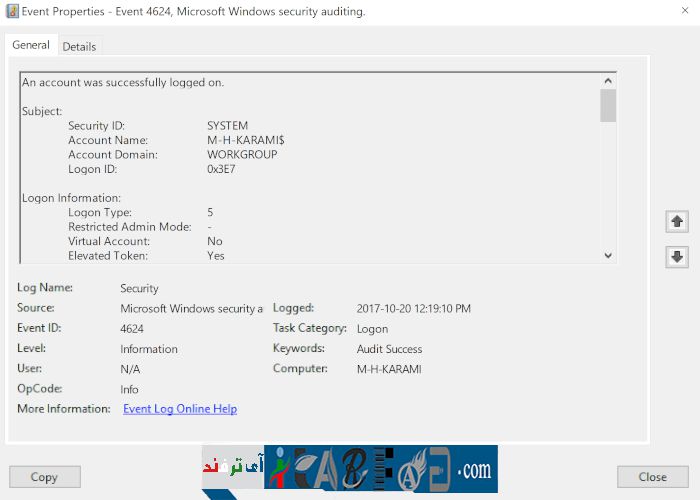 Event Properties - Event 4624, Microsoft Windows security auditing.
General Details
An account was successfully logged on.
Subject:
Security ID: SYSTEM
Account Name: M-H-KARAMI$
Account Domain: WORKGROUP
Logon ID: 0x3E7
Logon Information:
Logon Type: 5
Restricted Admin Mode: -
Virtual Account: No
Elevated Token: Yes
Log Name: Security
Source: Microsoft Windows security a Logged: 2017-10-20 12:19:10 PM
Event ID: 4624 Task Category: Logon
Level: Information Keywords: Audit Success
User: N/A Computer: M-H-KARAMI
OpCode: Info
More Information: Event Log Online Help
آی ترفند .com
Copy Close